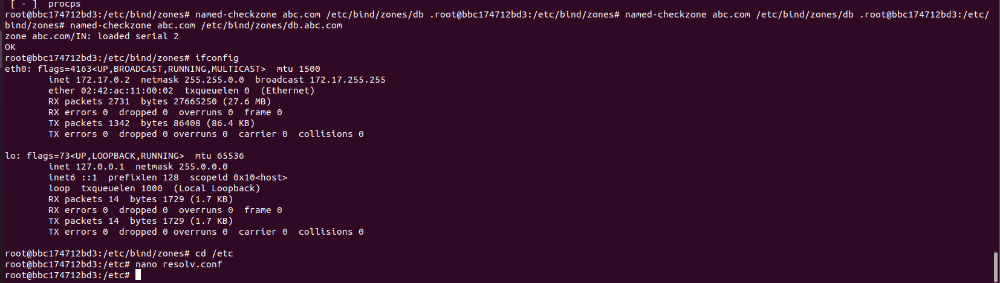 [ - ]  procps
root@bbc174712bd3:/etc/bind/zones# named-checkzone abc.com /etc/bind/zones/db .root@bbc174712bd3:/etc/bind/zones# named-checkzone abc.com /etc/bind/zones/db .root@bbc174712bd3:/etc/
bind/zones# named-checkzone abc.com /etc/bind/zones/db.abc.com
zone abc.com/IN: loaded serial 2
OK
root@bbc174712bd3:/etc/bind/zones# ifconfig
eth0: flags=4163<UP,BROADCAST,RUNNING,MULTICAST>  mtu 1500
        inet 172.17.0.2  netmask 255.255.0.0  broadcast 172.17.255.255
        ether 02:42:ac:11:00:02  txqueuelen 0  (Ethernet)
        RX packets 2731  bytes 27665250 (27.6 MB)
        RX errors 0  dropped 0  overruns 0  frame 0
        TX packets 1342  bytes 86408 (86.4 KB)
        TX errors 0  dropped 0 overruns 0  carrier 0  collisions 0

lo: flags=73<UP,LOOPBACK,RUNNING>  mtu 65536
        inet 127.0.0.1  netmask 255.0.0.0
        inet6 ::1  prefixlen 128  scopeid 0x10<host>
        loop  txqueuelen 1000  (Local Loopback)
        RX packets 14  bytes 1729 (1.7 KB)
        RX errors 0  dropped 0  overruns 0  frame 0
        TX packets 14  bytes 1729 (1.7 KB)
        TX errors 0  dropped 0 overruns 0  carrier 0  collisions 0

root@bbc174712bd3:/etc/bind/zones# cd /etc
root@bbc174712bd3:/etc# nano resolv.conf
root@bbc174712bd3:/etc#